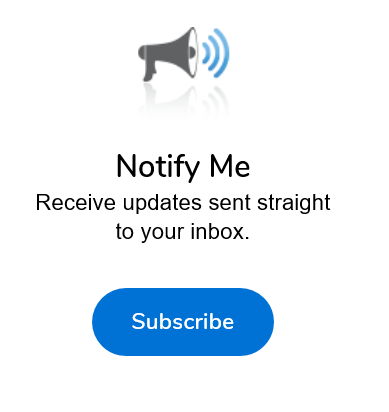 Notify Me
Receive updates sent straight
to your inbox.
Subscribe